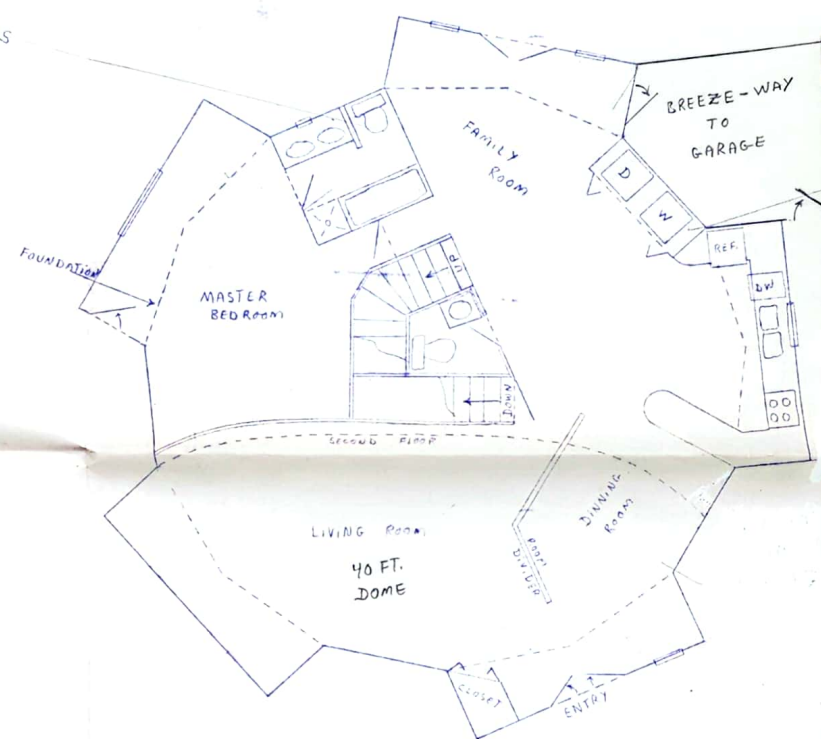 S
BREEZE-WAY
TO
GARAGE
FAMILY
ROOM
D
W
REF.
DW
FOUNDATION
MASTER
BEDROOM
UP
DOWN
SECOND FLOOR
LIVING ROOM
40 FT.
DOME
DINNING
ROOM
ROOM
DIVIDER
CLOSET
ENTRY